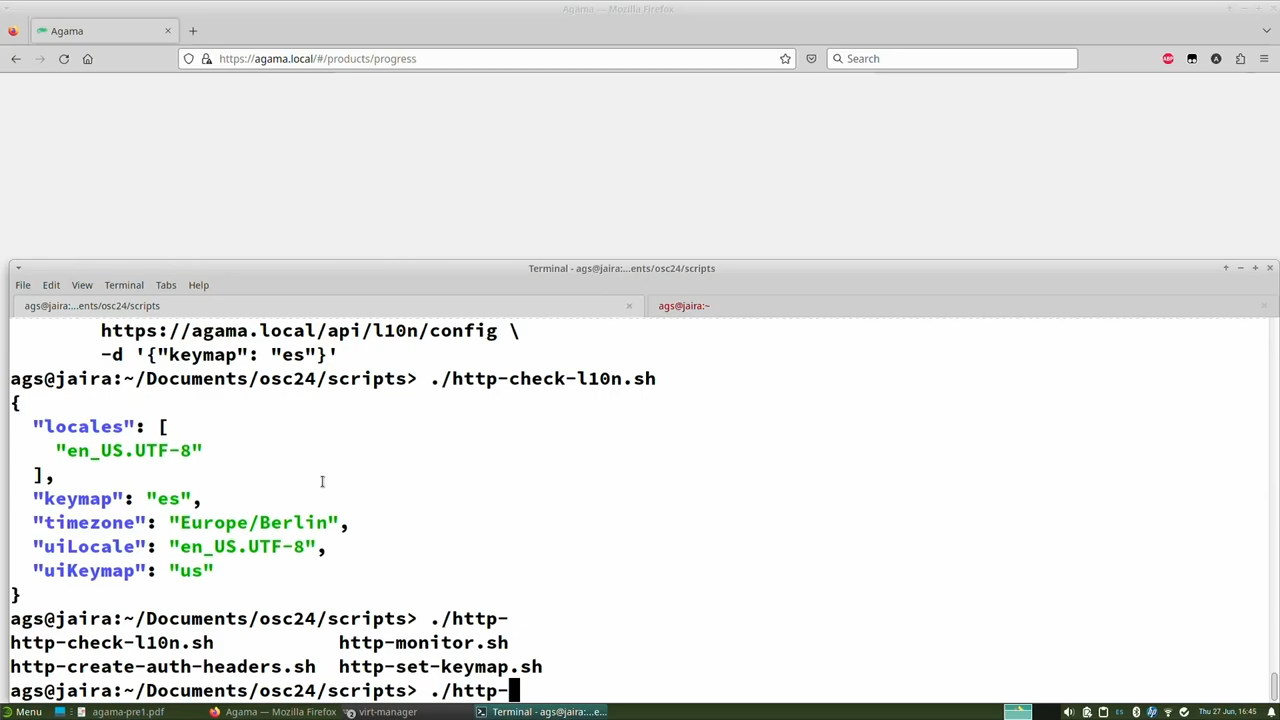 Agama — Mozilla Firefox
Agama
https://agama.local/#/products/progress
Search
ABP
Terminal - ags@jaira:...ents/osc24/scripts
File Edit View Terminal Tabs Help
ags@jaira:...ents/osc24/scripts
ags@jaira:~
https://agama.local/api/l10n/config \
-d '{"keymap": "es"}'
ags@jaira:~/Documents/osc24/scripts> ./http-check-l10n.sh
{
"locales": [
"en_US.UTF-8"
],
"keymap": "es",
"timezone": "Europe/Berlin",
"uiLocale": "en_US.UTF-8",
"uiKeymap": "us"
}
ags@jaira:~/Documents/osc24/scripts> ./http-
http-check-l10n.sh http-monitor.sh
http-create-auth-headers.sh http-set-keymap.sh
ags@jaira:~/Documents/osc24/scripts> ./http-
Menu agama-pre1.pdf Agama — Mozilla Firefox virt-manager Terminal - ags@jaira:...e... ES Thu 27 Jun, 16:45